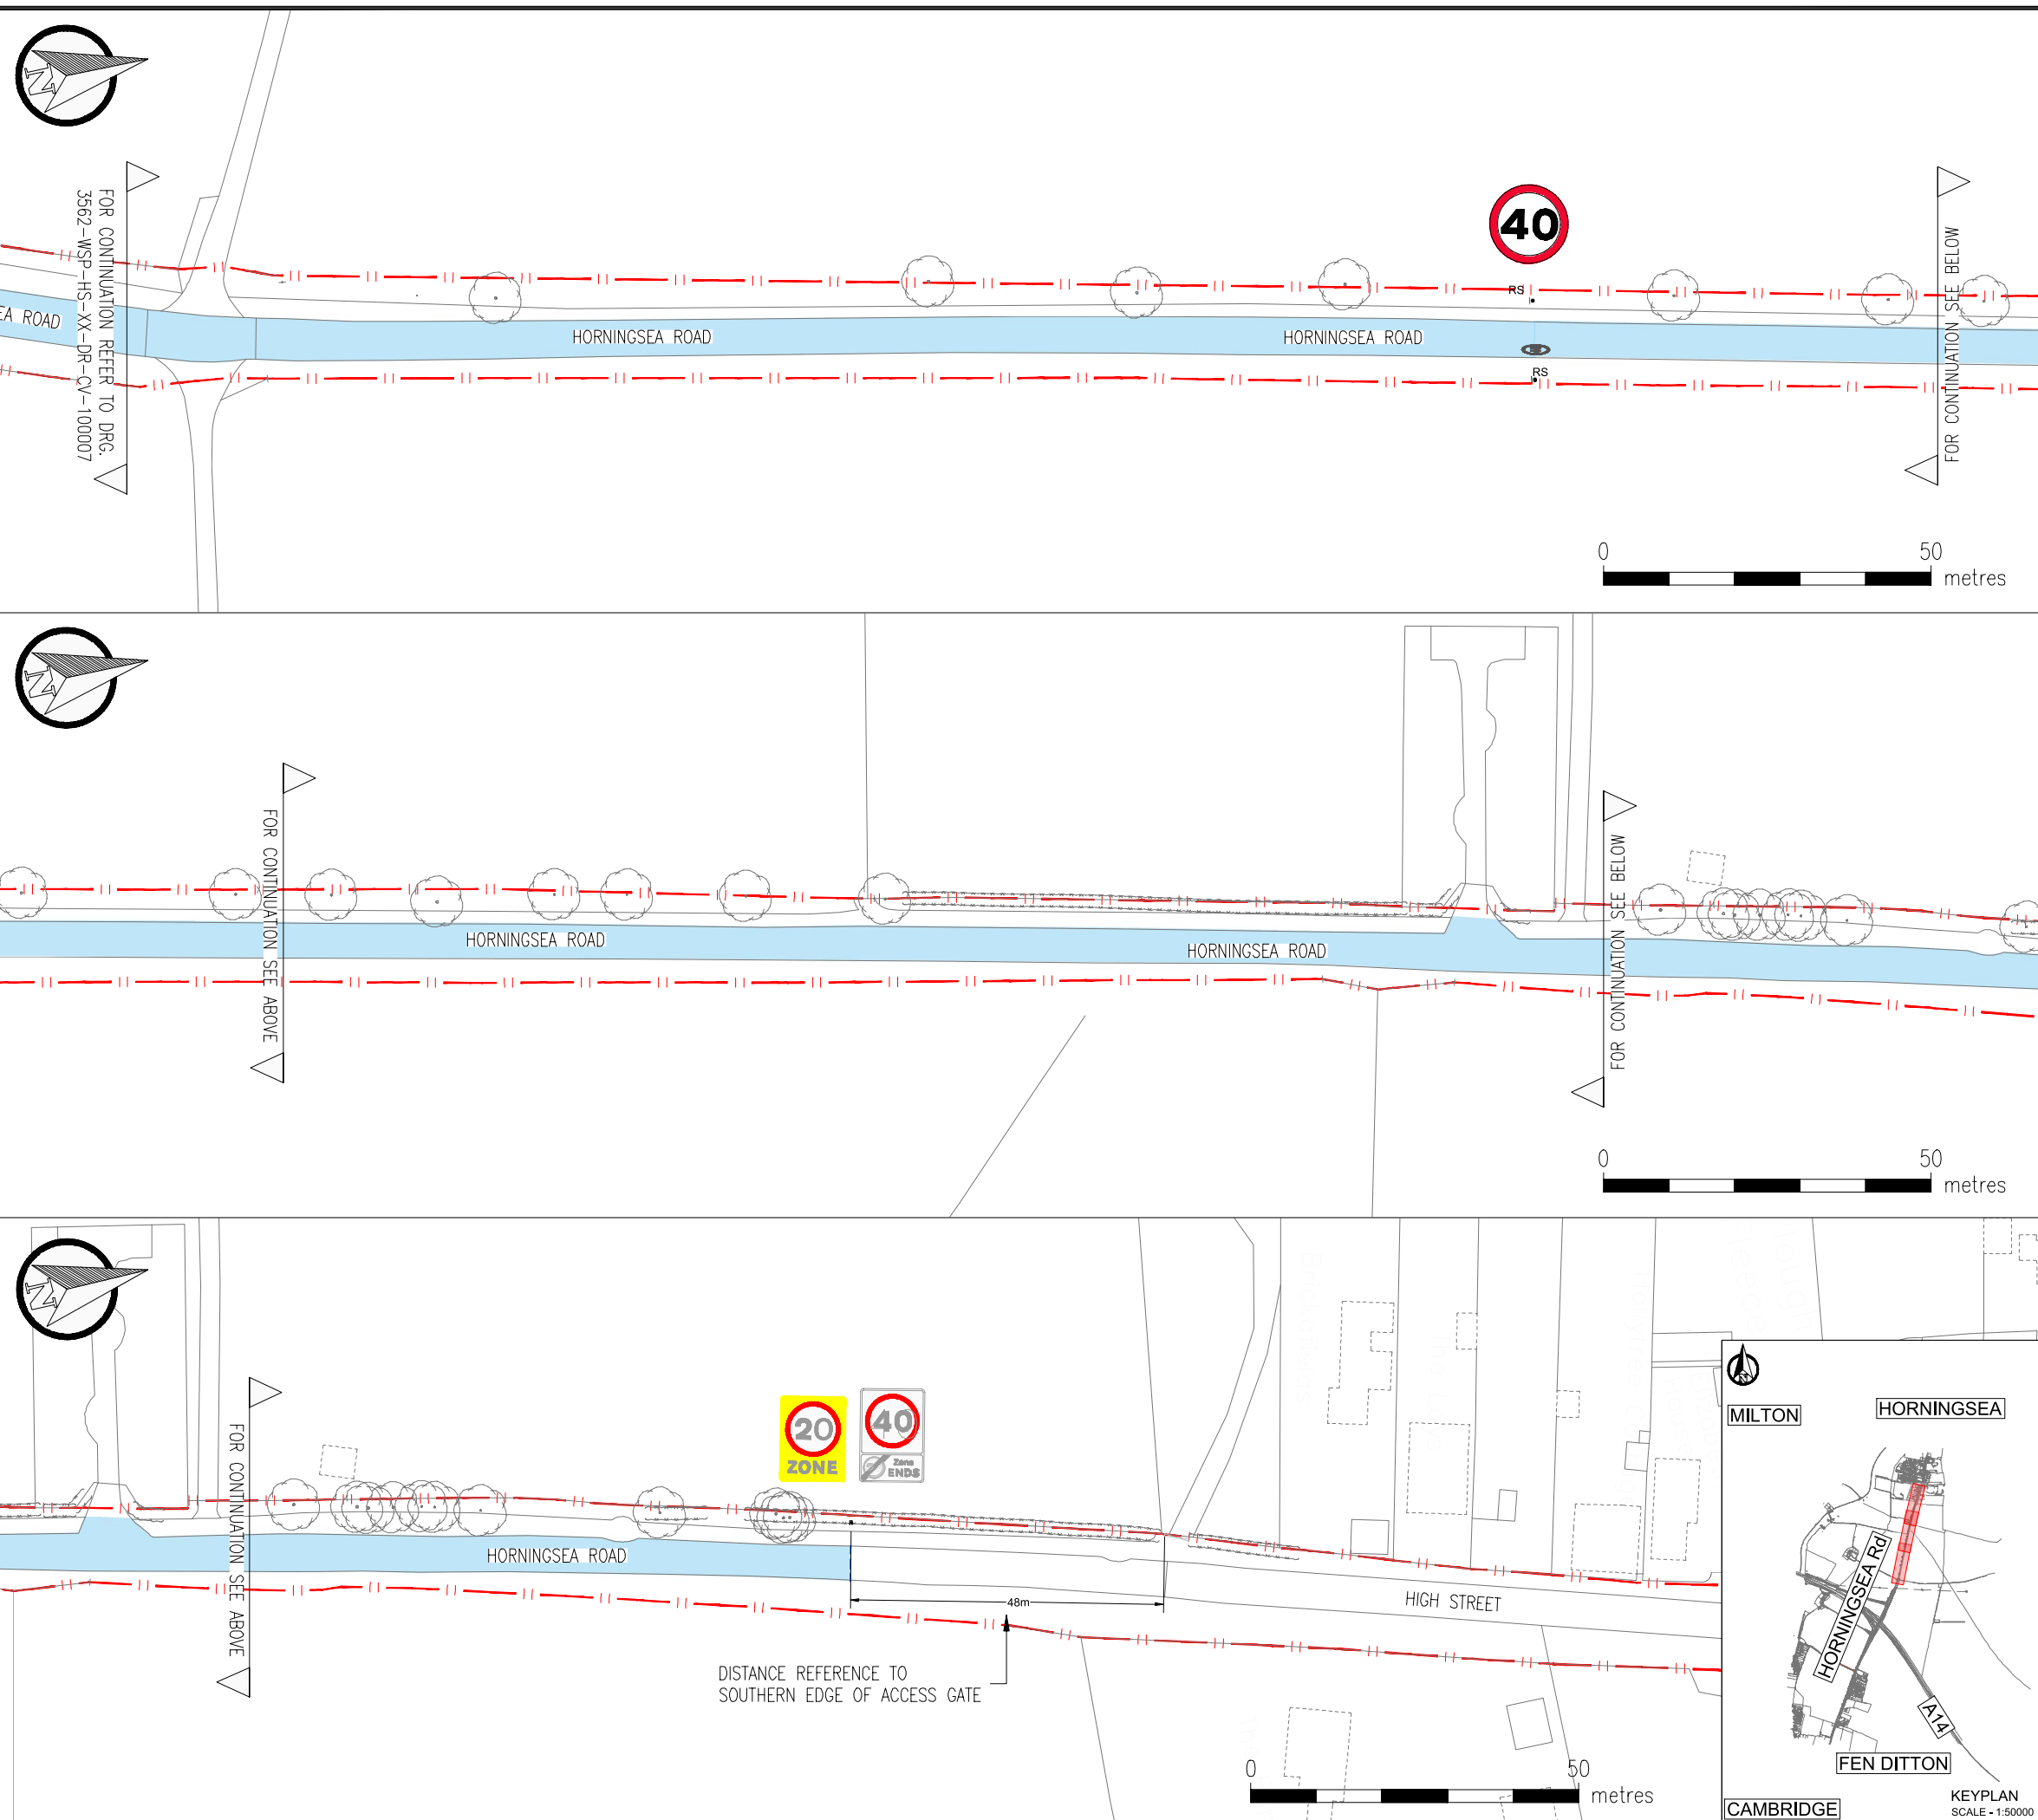 N
FOR CONTINUATION REFER TO DRG.
3562-WSP-HS-XX-DR-CV-100007
EA ROAD
HORNINGSEA ROAD
HORNINGSEA ROAD
40
RS
RS
FOR CONTINUATION SEE BELOW
0 50
metres
N
FOR CONTINUATION SEE ABOVE
HORNINGSEA ROAD
HORNINGSEA ROAD
FOR CONTINUATION SEE BELOW
0 50
metres
N
FOR CONTINUATION SEE ABOVE
HORNINGSEA ROAD
20
ZONE
40
Zone
ENDS
48m
HIGH STREET
DISTANCE REFERENCE TO
SOUTHERN EDGE OF ACCESS GATE
0 50
metres
N
MILTON
HORNINGSEA
HORNINGSEA Rd
A14
FEN DITTON
CAMBRIDGE
KEYPLAN
SCALE - 1:50000